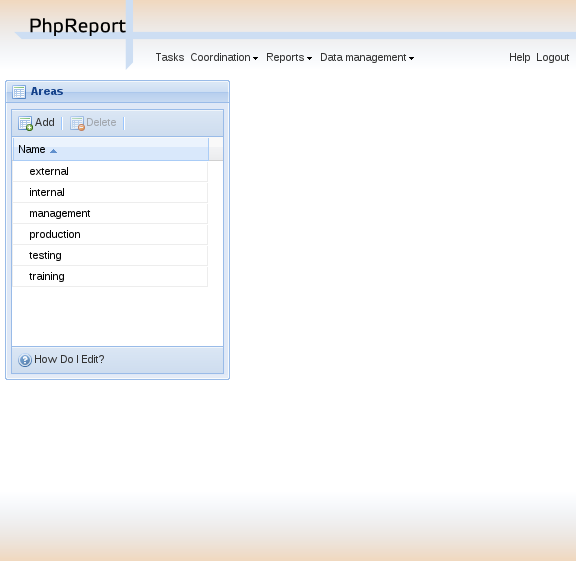 PhpReport
Tasks Coordination Reports Data management Help Logout
Areas
Add Delete
Name
external
internal
management
production
testing
training
How Do I Edit?